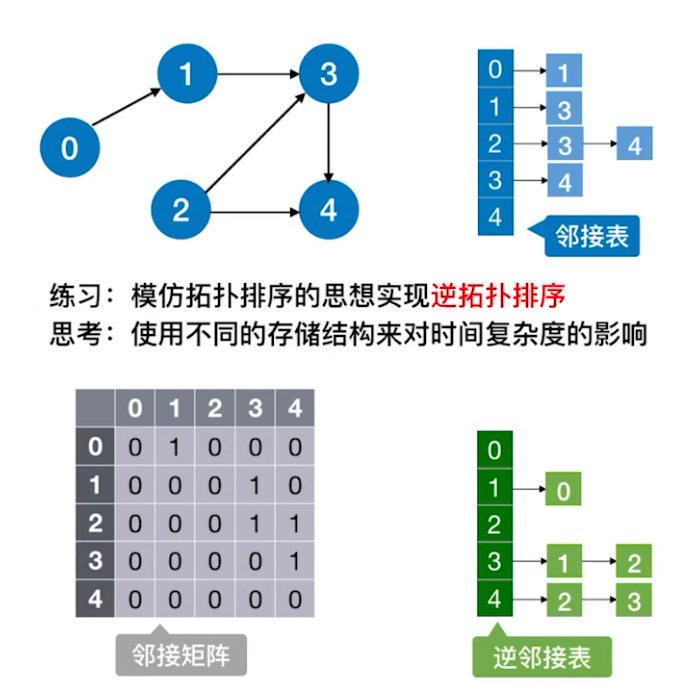 1
3
0
2
4
0 1
1 3
2 3 4
3 4
4
邻接表
练习：模仿拓扑排序的思想实现逆拓扑排序
思考：使用不同的存储结构来对时间复杂度的影响
0 1 2 3 4
0 0 1 0 0 0
1 0 0 0 1 0
2 0 0 0 1 1
3 0 0 0 0 1
4 0 0 0 0 0
邻接矩阵
0
1 0
2
3 1 2
4 2 3
逆邻接表